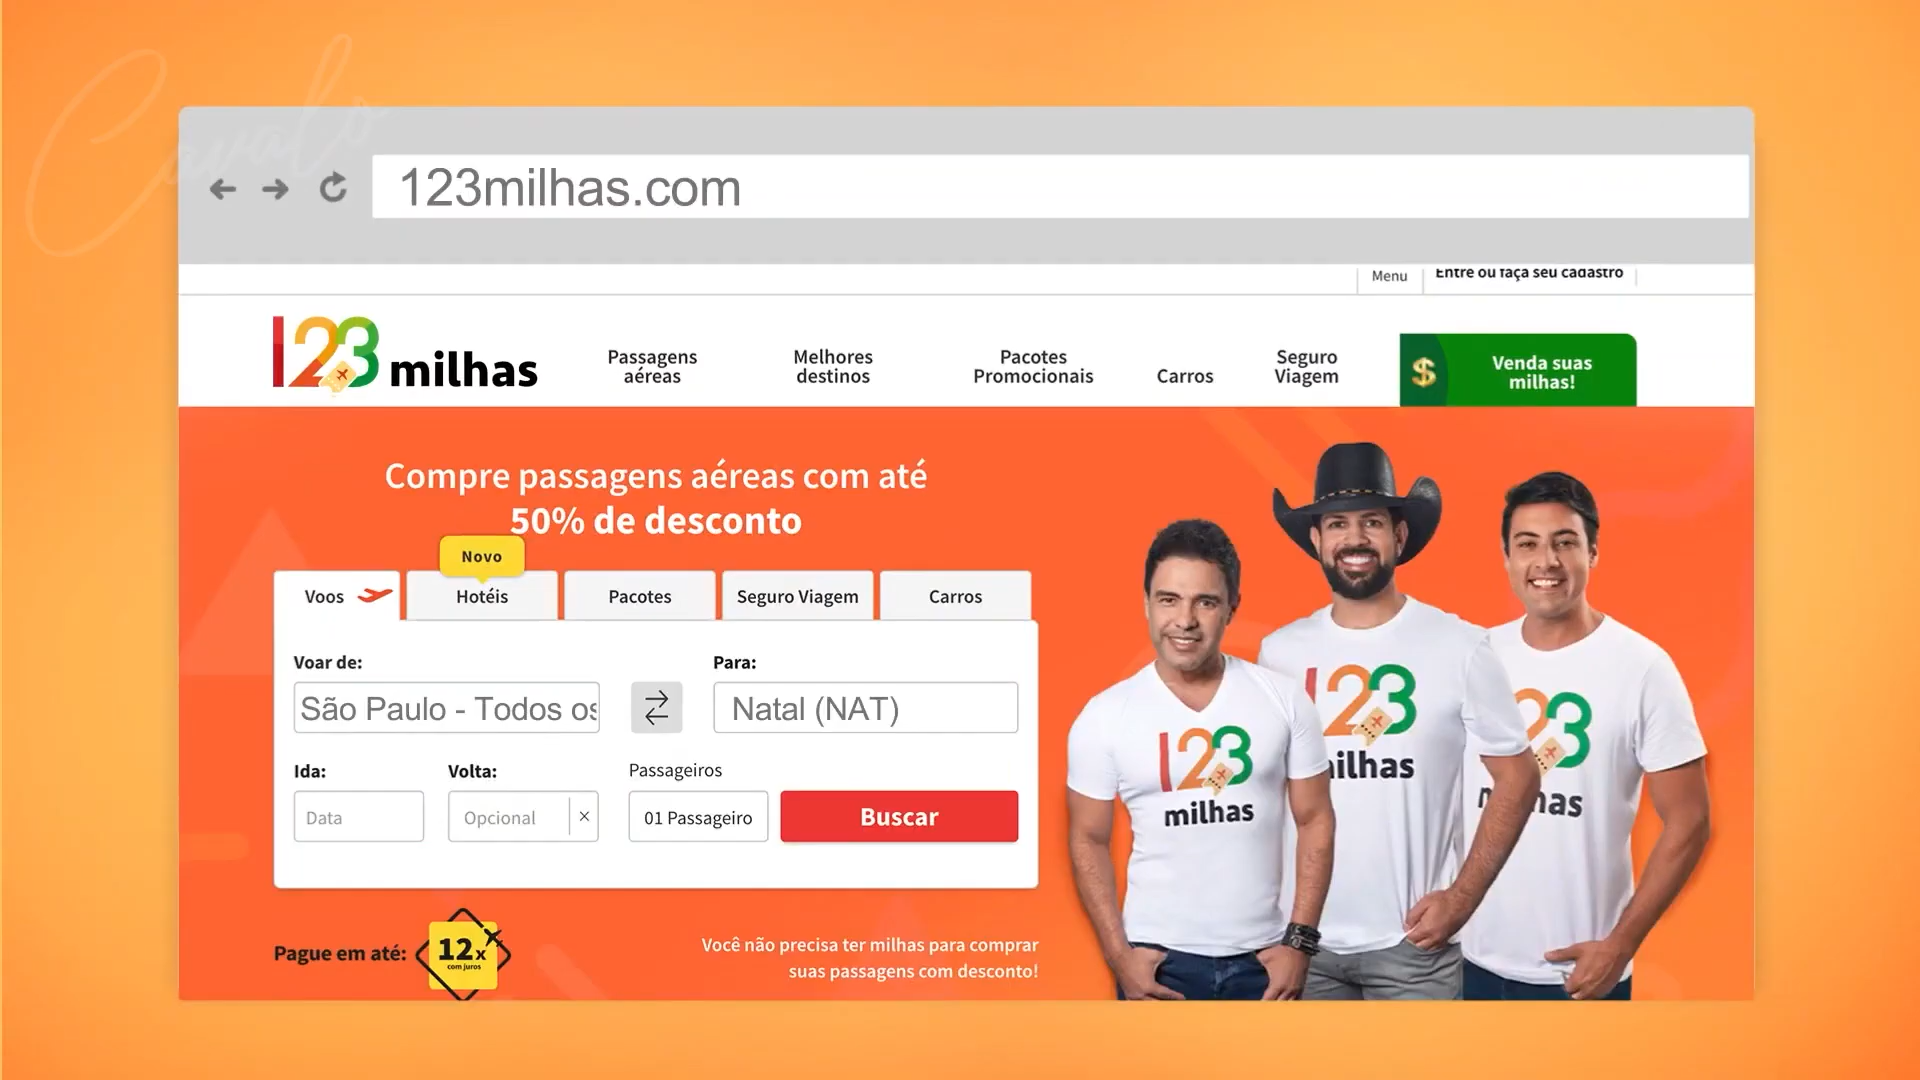 Cavalo
123milhas.com
Menu
Entre ou faça seu cadastro
123 milhas
Passagens
aéreas
Melhores
destinos
Pacotes
Promocionais
Carros
Seguro
Viagem
$
Venda suas
milhas!
Compre passagens aéreas com até
50% de desconto
Novo
Voos
Hotéis
Pacotes
Seguro Viagem
Carros
Voar de:
Para:
São Paulo - Todos os
Natal (NAT)
Ida:
Volta:
Passageiros
Data
Opcional
01 Passageiro
Buscar
Pague em até:
12x
com juros
Você não precisa ter milhas para comprar
suas passagens com desconto!
123
milhas
123
milhas
123
milhas